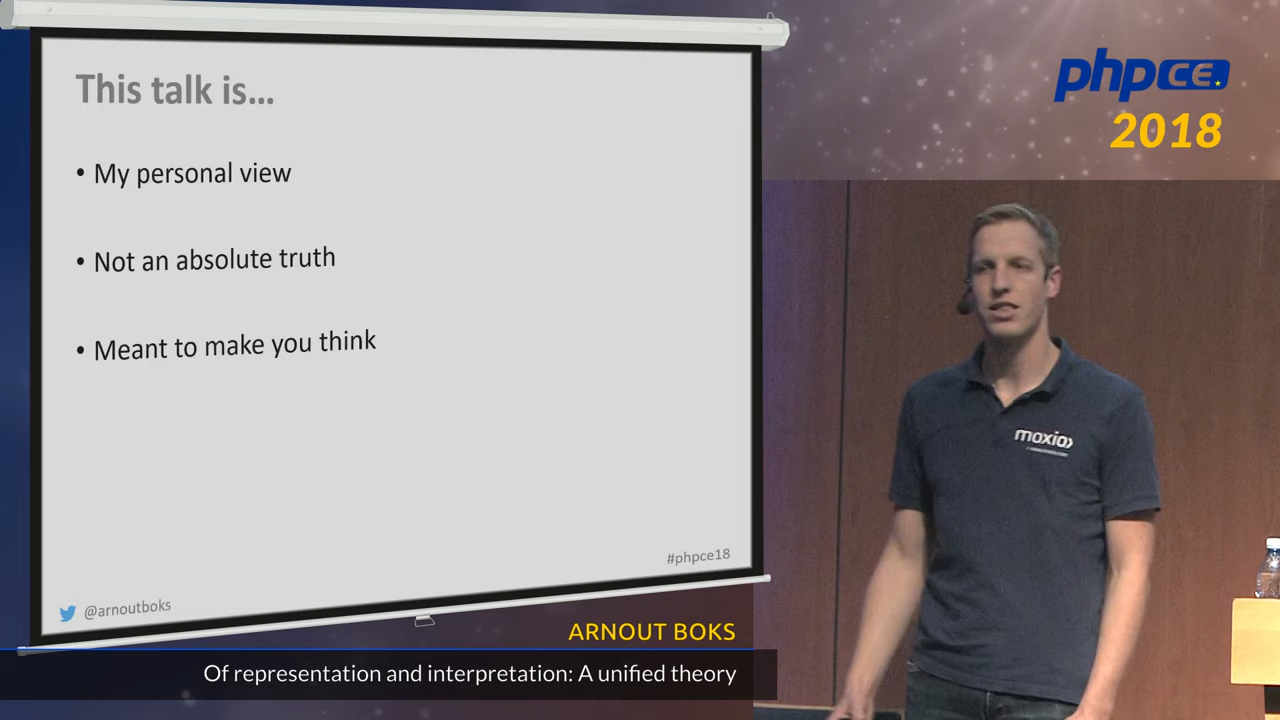 This talk is...
• My personal view
• Not an absolute truth
• Meant to make you think
#phpce18
@arnoutboks
ARNOUT BOKS
Of representation and interpretation: A unified theory
phpce.
2018
moxio